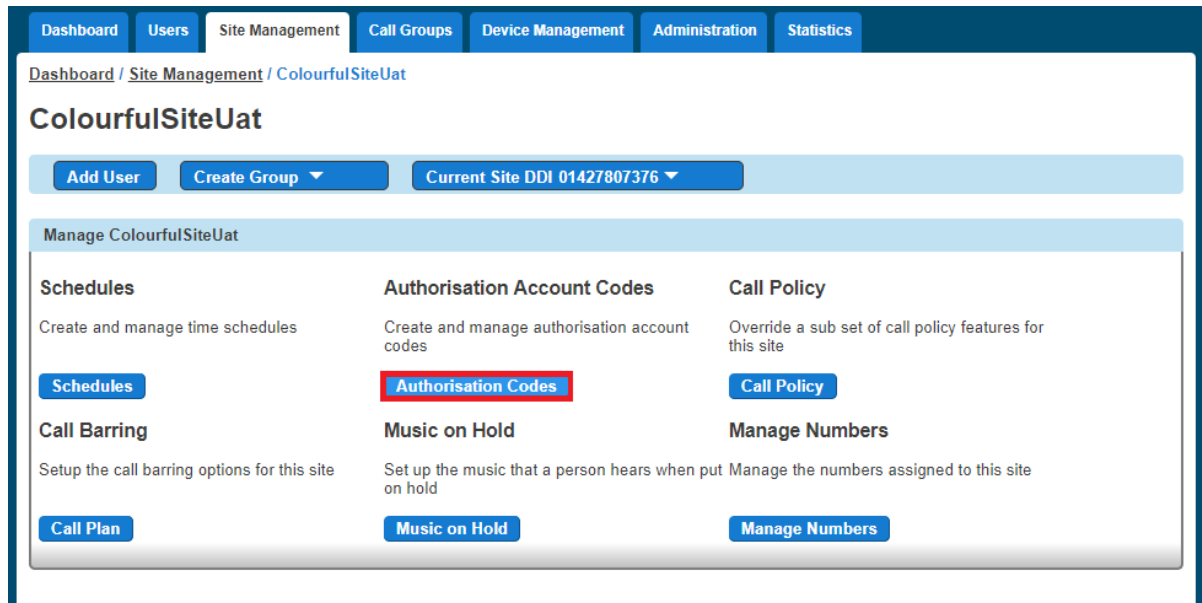 Dashboard Users Site Management Call Groups Device Management Administration Statistics
Dashboard / Site Management / ColourfulSiteUat
ColourfulSiteUat
Add User Create Group Current Site DDI 01427807376
Manage ColourfulSiteUat
Schedules
Create and manage time schedules
Schedules
Authorisation Account Codes
Create and manage authorisation account
codes
Authorisation Codes
Call Policy
Override a sub set of call policy features for
this site
Call Policy
Call Barring
Setup the call barring options for this site
Call Plan
Music on Hold
Set up the music that a person hears when put
on hold
Music on Hold
Manage Numbers
Manage the numbers assigned to this site
Manage Numbers